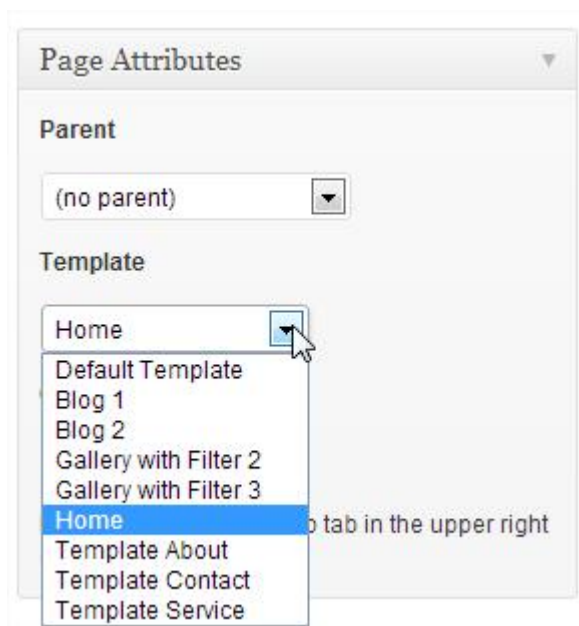 Page Attributes
Parent
(no parent)
Template
Home
Default Template
Blog 1
Blog 2
Gallery with Filter 2
Gallery with Filter 3
Home
tab in the upper right
Template About
Template Contact
Template Service